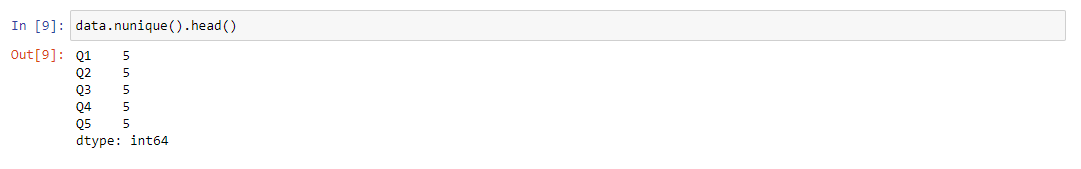 In [9]: data.nunique().head()
Out[9]: Q1    5
Q2    5
Q3    5
Q4    5
Q5    5
dtype: int64